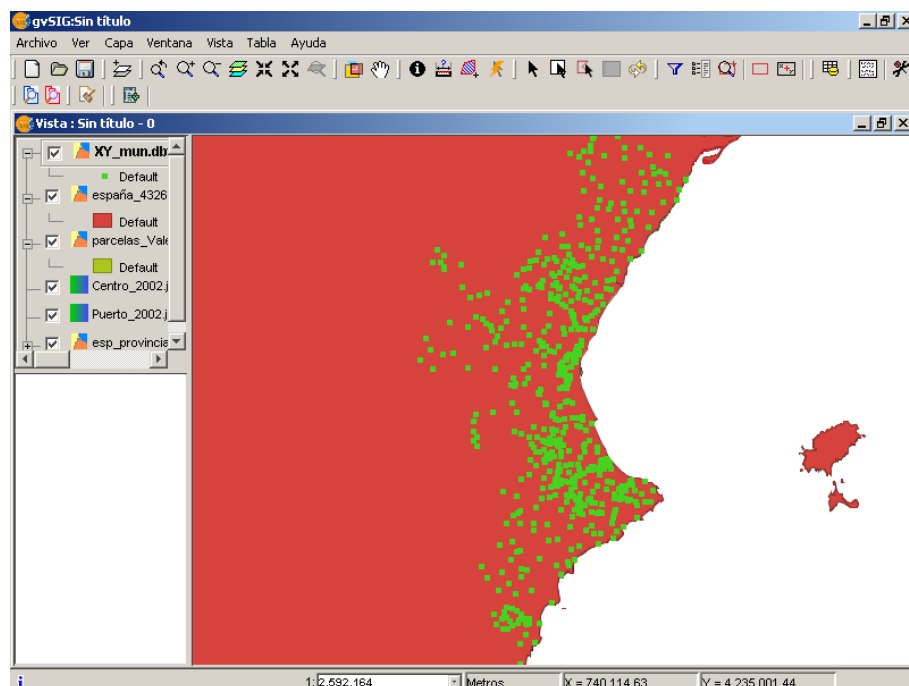 gvSIG:Sin título
Archivo Ver Capa Ventana Vista Tabla Ayuda
Vista : Sin título - 0
XY_mun.db
Default
españa_4326
Default
parcelas_Vale
Default
Centro_2002.j
Puerto_2002.j
esp_provincia
1: 2.592.164 Metros X = 740.114,63 Y = 4.235.001,44